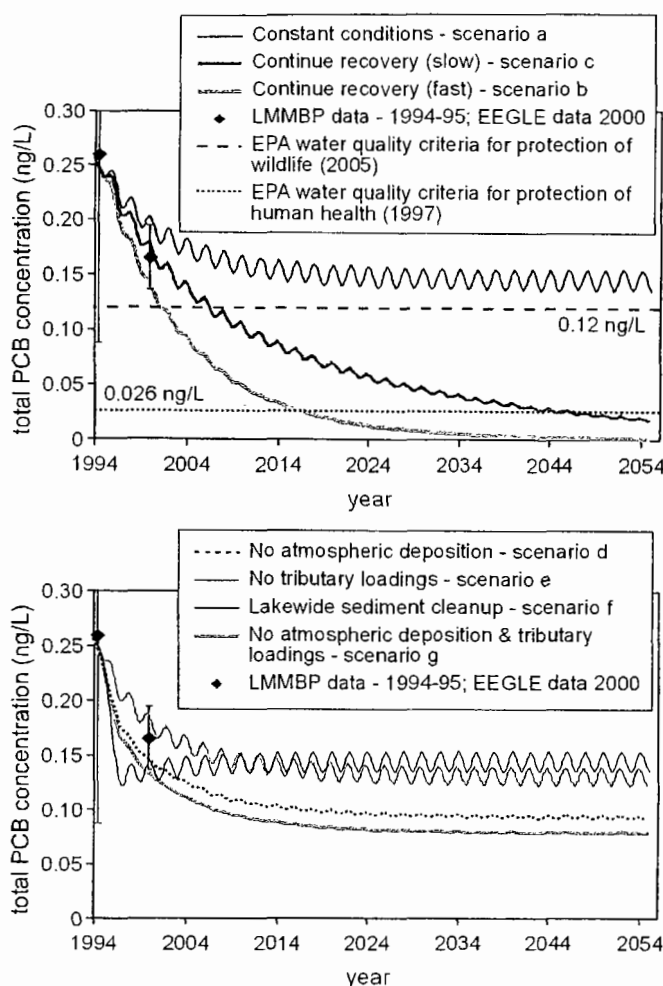 Constant conditions - scenario a
Continue recovery (slow) - scenario c
Continue recovery (fast) - scenario b
LMMBP data - 1994-95; EEGLE data 2000
EPA water quality criteria for protection of
wildlife (2005)
EPA water quality criteria for protection of
human health (1997)
total PCB concentration (ng/L)
0.30
0.25
0.20
0.15
0.10
0.05
0
0.12 ng/L
0.026 ng/L
1994 2004 2014 2024 2034 2044 2054
year
No atmospheric deposition - scenario d
No tributary loadings - scenario e
Lakewide sediment cleanup - scenario f
No atmospheric deposition & tributary
loadings - scenario g
LMMBP data - 1994-95; EEGLE data 2000
total PCB concentration (ng/L)
0.30
0.25
0.20
0.15
0.10
0.05
0
1994 2004 2014 2024 2034 2044 2054
year